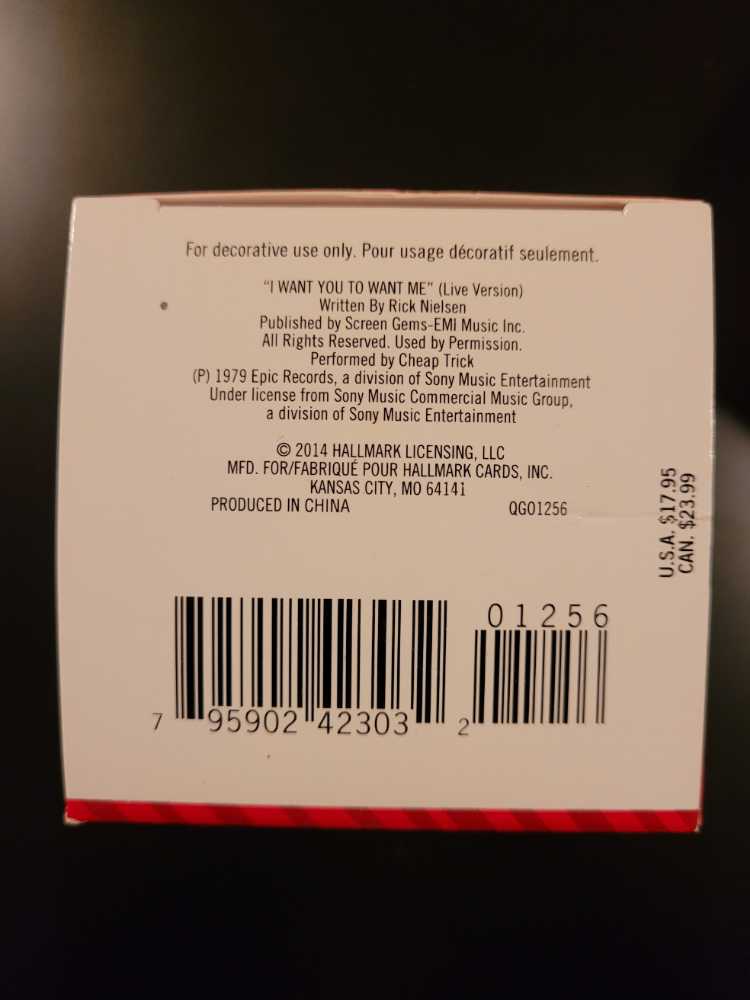 For decorative use only. Pour usage décoratif seulement.
"I WANT YOU TO WANT ME" (Live Version)
Written By Rick Nielsen
Published by Screen Gems-EMI Music Inc.
All Rights Reserved. Used by Permission.
Performed by Cheap Trick
(P) 1979 Epic Records, a division of Sony Music Entertainment
Under license from Sony Music Commercial Music Group,
a division of Sony Music Entertainment
© 2014 HALLMARK LICENSING, LLC
MFD. FOR/FABRIQUÉ POUR HALLMARK CARDS, INC.
KANSAS CITY, MO 64141
PRODUCED IN CHINA QGO1256
U.S.A. $17.95
CAN. $23.99
01256
7 95902 42303 2